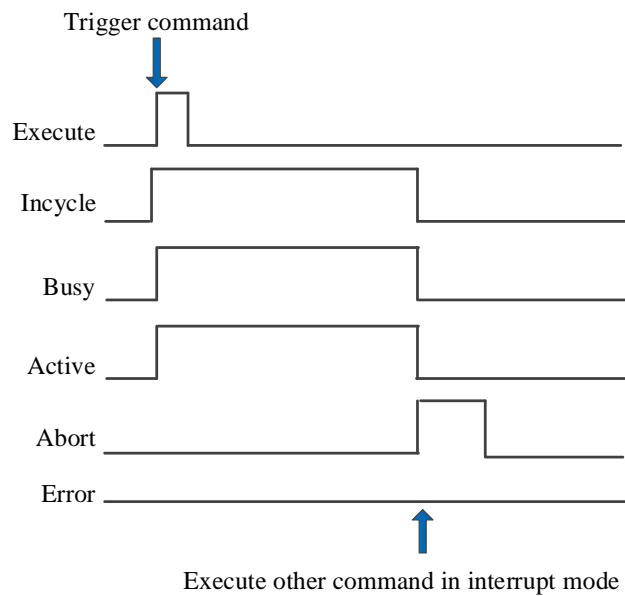 Trigger command
Execute
Incycle
Busy
Active
Abort
Error
Execute other command in interrupt mode